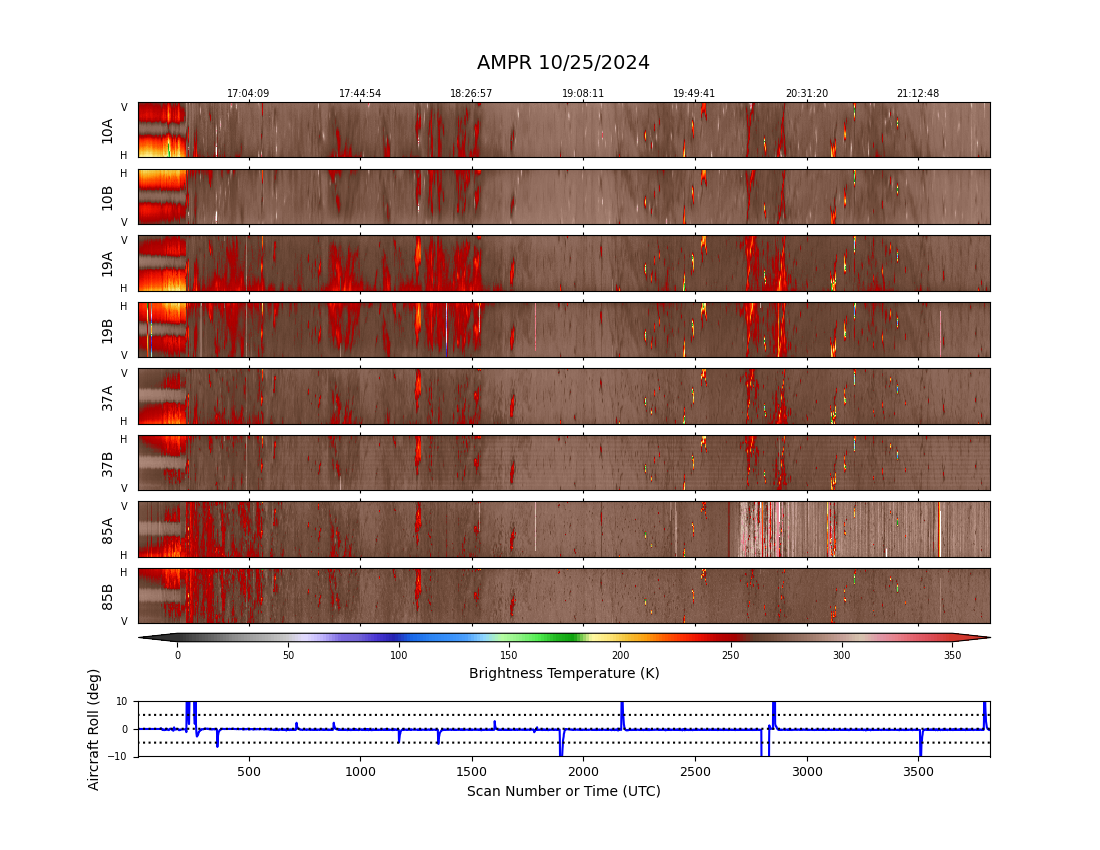 AMPR 10/25/2024
17:04:09 17:44:54 18:26:57 19:08:11 19:49:41 20:31:20 21:12:48
10A V H
10B H V
19A V H
19B H V
37A V H
37B H V
85A V H
85B H V
0 50 100 150 200 250 300 350
Brightness Temperature (K)
Aircraft Roll (deg)
10
0
−10
500 1000 1500 2000 2500 3000 3500
Scan Number or Time (UTC)